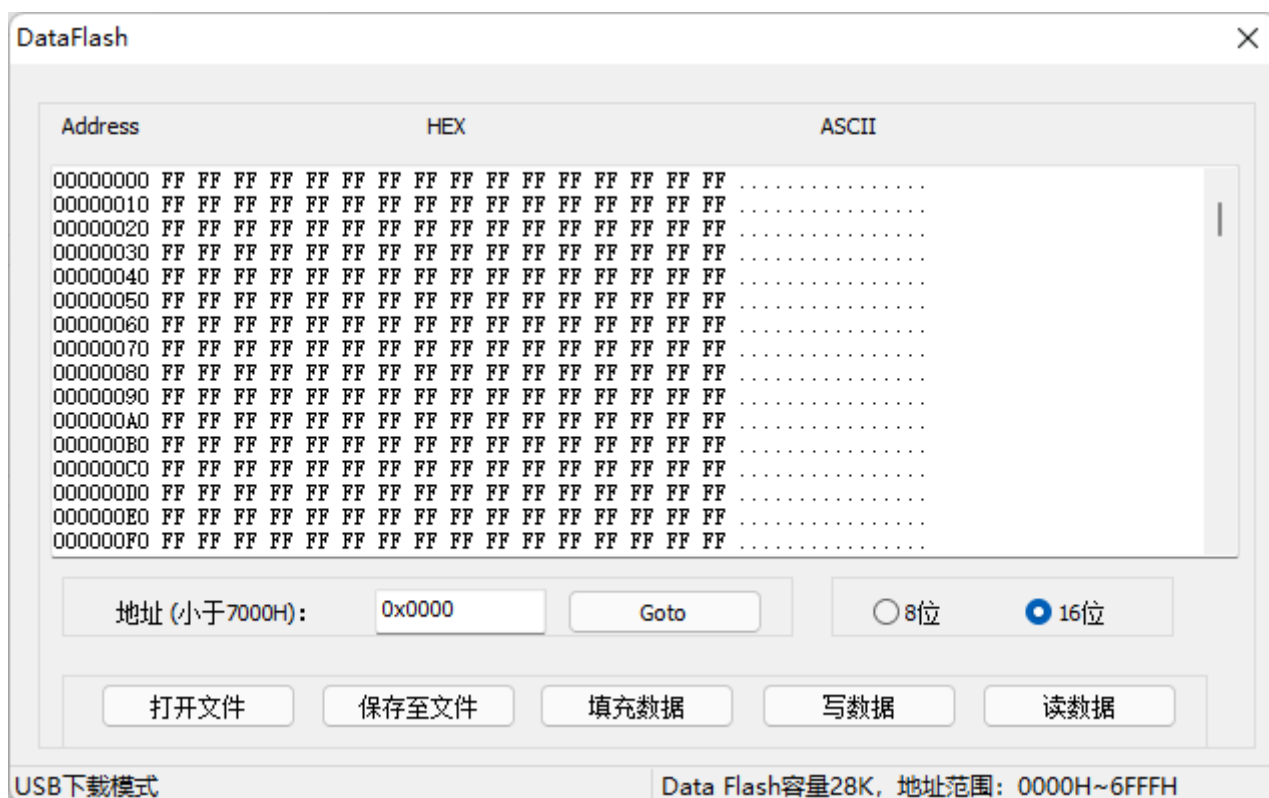 DataFlash
Address HEX ASCII
00000000 FF FF FF FF FF FF FF FF FF FF FF FF FF FF FF FF ................
00000010 FF FF FF FF FF FF FF FF FF FF FF FF FF FF FF FF ................
00000020 FF FF FF FF FF FF FF FF FF FF FF FF FF FF FF FF ................
00000030 FF FF FF FF FF FF FF FF FF FF FF FF FF FF FF FF ................
00000040 FF FF FF FF FF FF FF FF FF FF FF FF FF FF FF FF ................
00000050 FF FF FF FF FF FF FF FF FF FF FF FF FF FF FF FF ................
00000060 FF FF FF FF FF FF FF FF FF FF FF FF FF FF FF FF ................
00000070 FF FF FF FF FF FF FF FF FF FF FF FF FF FF FF FF ................
00000080 FF FF FF FF FF FF FF FF FF FF FF FF FF FF FF FF ................
00000090 FF FF FF FF FF FF FF FF FF FF FF FF FF FF FF FF ................
000000A0 FF FF FF FF FF FF FF FF FF FF FF FF FF FF FF FF ................
000000B0 FF FF FF FF FF FF FF FF FF FF FF FF FF FF FF FF ................
000000C0 FF FF FF FF FF FF FF FF FF FF FF FF FF FF FF FF ................
000000D0 FF FF FF FF FF FF FF FF FF FF FF FF FF FF FF FF ................
000000E0 FF FF FF FF FF FF FF FF FF FF FF FF FF FF FF FF ................
000000F0 FF FF FF FF FF FF FF FF FF FF FF FF FF FF FF FF ................
地址 (小于7000H): 0x0000 Goto 8位 16位
打开文件 保存至文件 填充数据 写数据 读数据
USB下载模式 Data Flash容量28K，地址范围：0000H~6FFFH